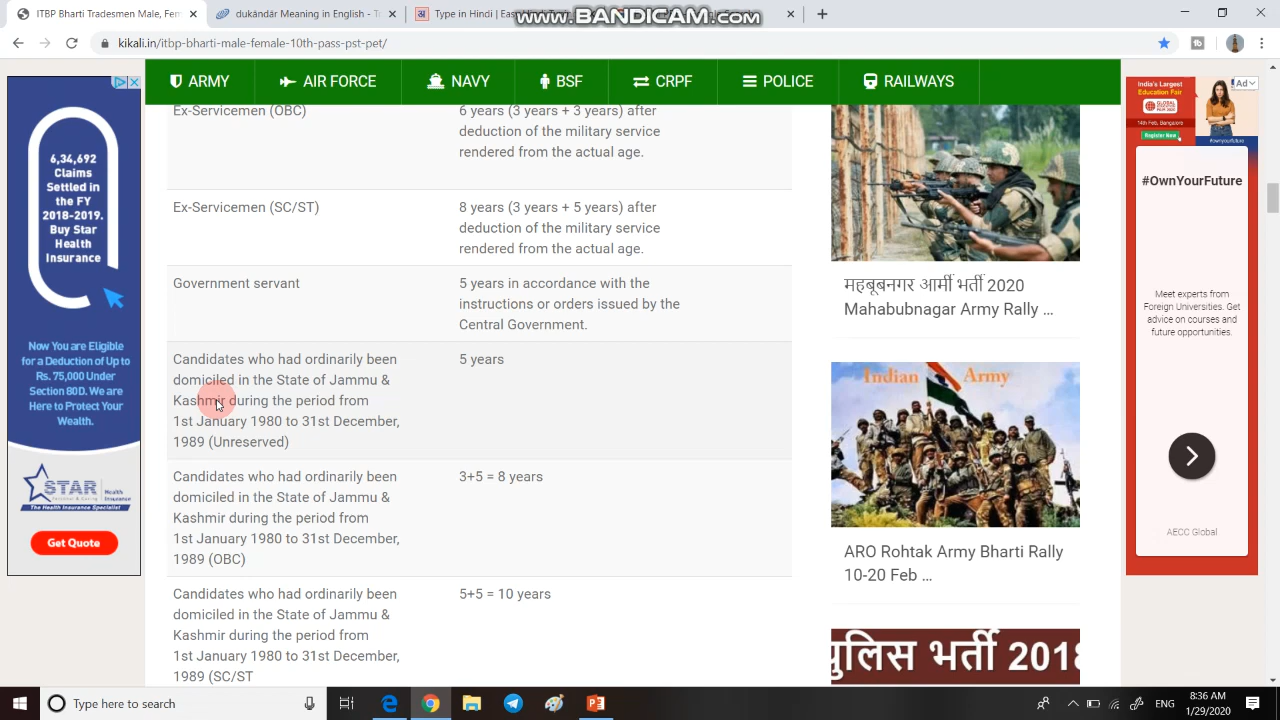 WWW.BANDICAM.COM
ITBP Bha
Type in Hindi | Eas
kikali.in/itbp-bharti-male-female-10th-pass-pet/
ARMY
AIR FORCE
NAVY
BSF
CRPF
POLICE
RAILWAYS
6,34,692
Claims
Settled in
the FY
2018-2019.
Buy Star
Health
Insurance
Now You are Eligible
for a Deduction of Up to
Rs. 75,000 Under
Section 80D. We are
Here to Protect Your
Wealth.
STAR Health
Insurance
The Health Insurance Specialist
Get Quote
Ex-Servicemen (OBC)
6 years (3 years + 3 years) after
deduction of the military service
rendered from the actual age.
Ex-Servicemen (SC/ST)
8 years (3 years + 5 years) after
deduction of the military service
rendered from the actual age.
Government servant
5 years in accordance with the
instructions or orders issued by the
Central Government.
Candidates who had ordinarily been
domiciled in the State of Jammu &
Kashmir during the period from
1st January 1980 to 31st December,
1989 (Unreserved)
5 years
Candidates who had ordinarily been
domiciled in the State of Jammu &
Kashmir during the period from
1st January 1980 to 31st December,
1989 (OBC)
3+5 = 8 years
Candidates who had ordinarily been
domiciled in the State of Jammu &
Kashmir during the period from
1st January 1980 to 31st December,
1989 (SC/ST
5+5 = 10 years
महबूबनगर आर्मी भर्ती 2020
Mahabubnagar Army Rally …
Indian Army
ARO Rohtak Army Bharti Rally
10-20 Feb …
पुलिस भर्ती 2018
India's Largest
Education Fair
GLOBAL
14th Feb, Bangalore
Register Now
Ad
#ownyourfuture
#OwnYourFuture
Meet experts from
Foreign Universities. Get
advice on courses and
future opportunities.
AECC Global
Type here to search
ENG
8:36 AM
1/29/2020